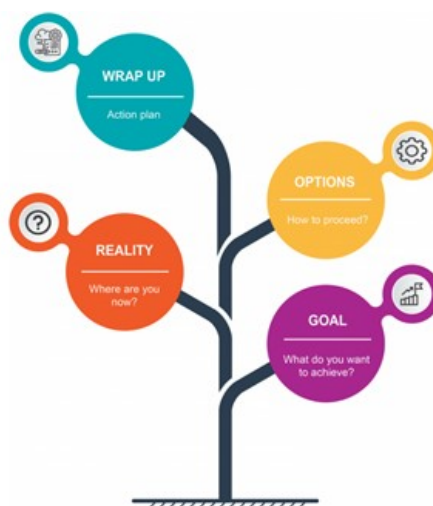 WRAP UP
Action plan
OPTIONS
How to proceed?
REALITY
Where are you
now?
GOAL
What do you want
to achieve?